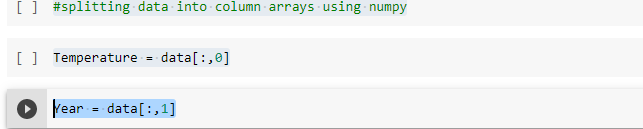 [ ] #splitting data into column arrays using numpy
[ ] Temperature = data[:,0]
Year = data[:,1]